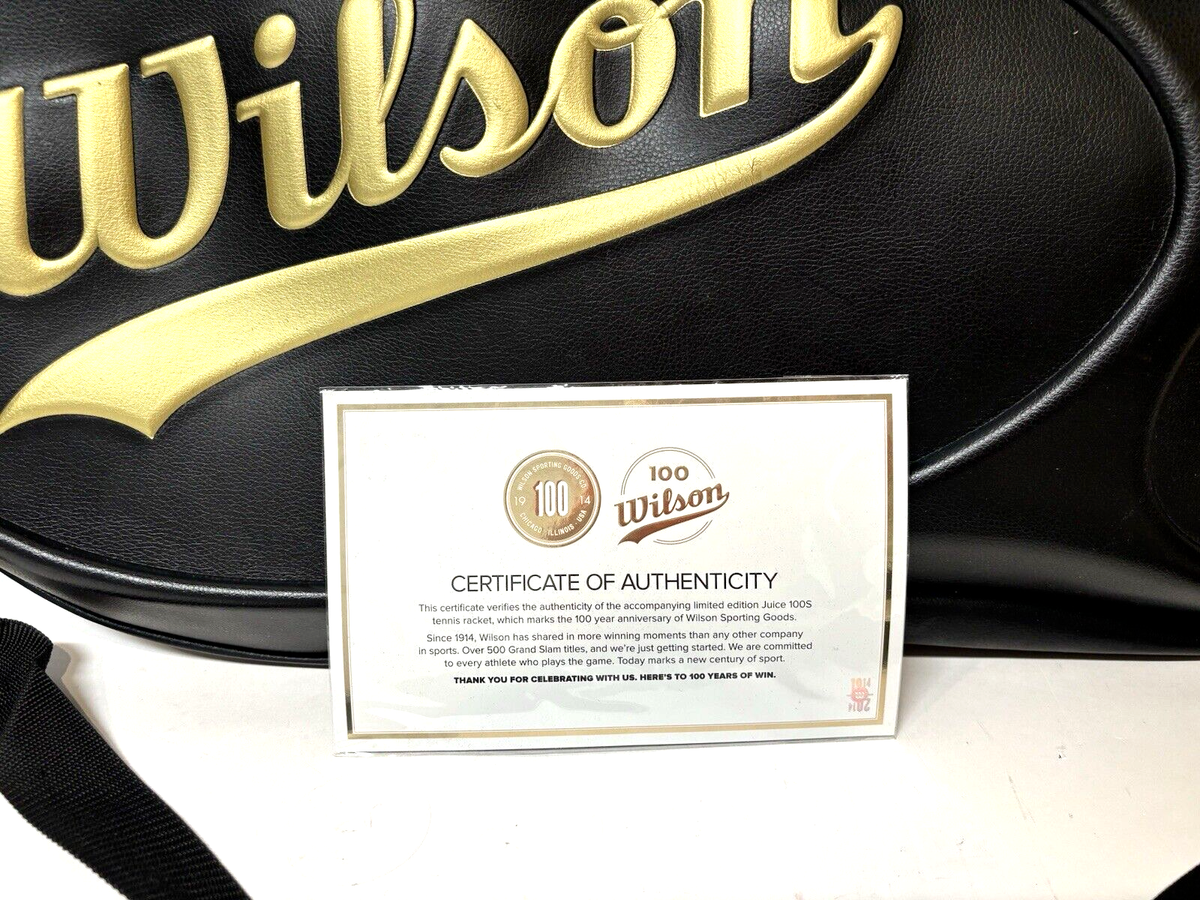 Wilson
WILSON SPORTING GOODS CO.
19 100 14
CHICAGO, ILLINOIS - USA
100
Wilson
CERTIFICATE OF AUTHENTICITY
This certificate verifies the authenticity of the accompanying limited edition Juice 100S
tennis racket, which marks the 100 year anniversary of Wilson Sporting Goods.
Since 1914, Wilson has shared in more winning moments than any other company
in sports. Over 500 Grand Slam titles, and we're just getting started. We are committed
to every athlete who plays the game. Today marks a new century of sport.
THANK YOU FOR CELEBRATING WITH US. HERE'S TO 100 YEARS OF WIN.
1914
2014